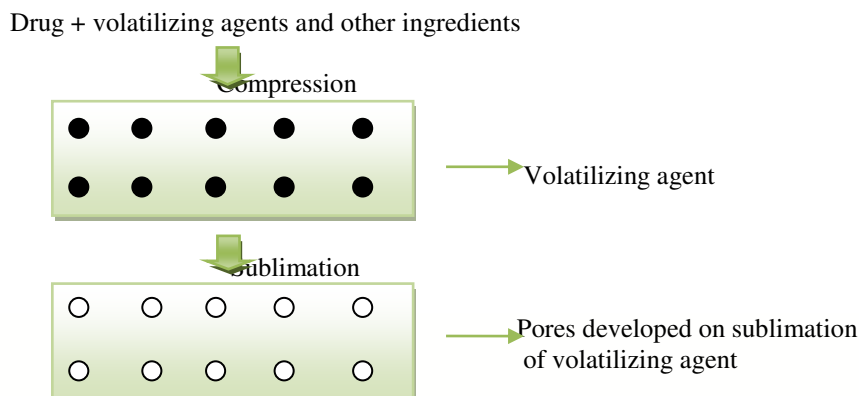 Drug + volatilizing agents and other ingredients
Compression
Volatilizing agent
Sublimation
Pores developed on sublimation
of volatilizing agent